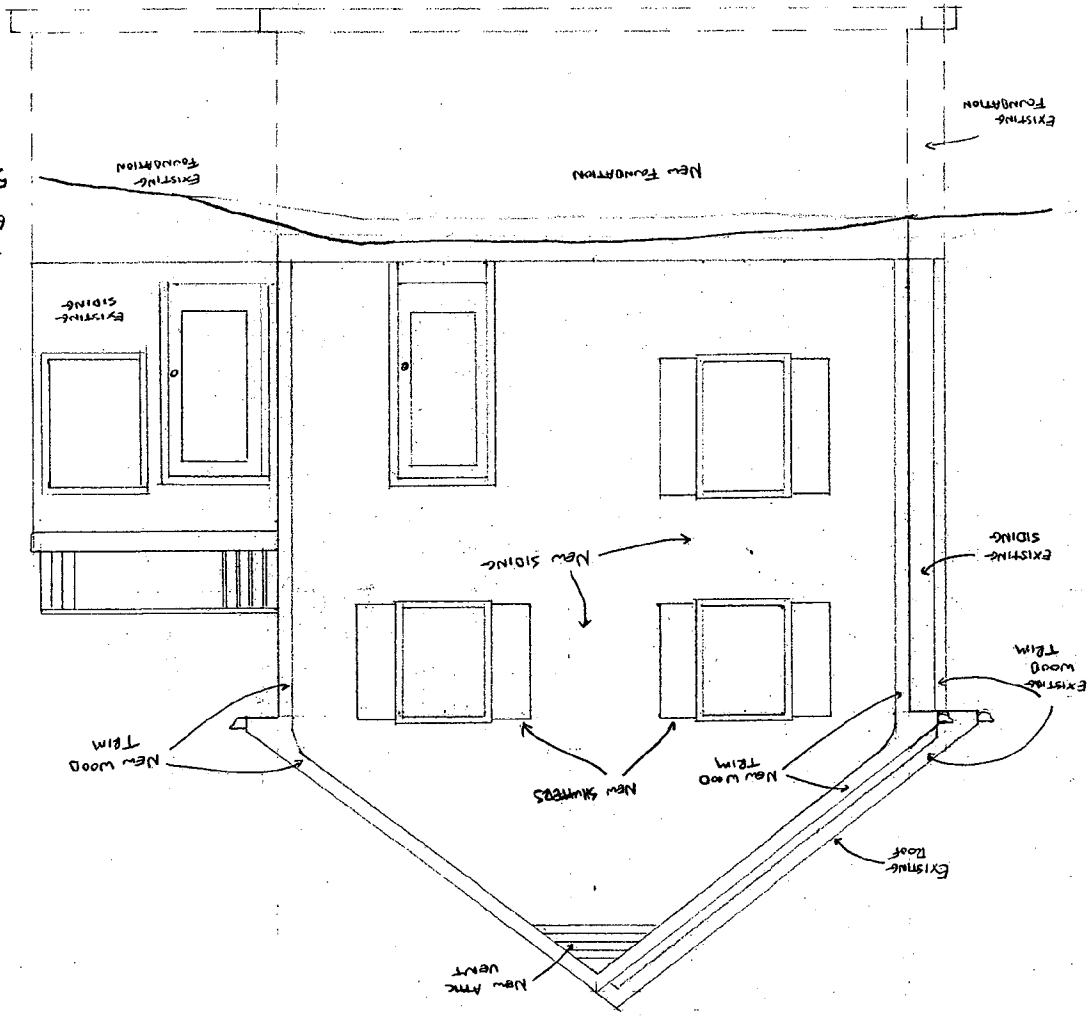 New ATTIC
VENT
EXISTING
ROOF
New SHUTTERS
New WOOD
TRIM
New WOOD
TRIM
EXISTING
WOOD
TRIM
New SIDING
EXISTING
SIDING
EXISTING
SIDING
New FOUNDATION
EXISTING
FOUNDATION
EXISTING
FOUNDATION